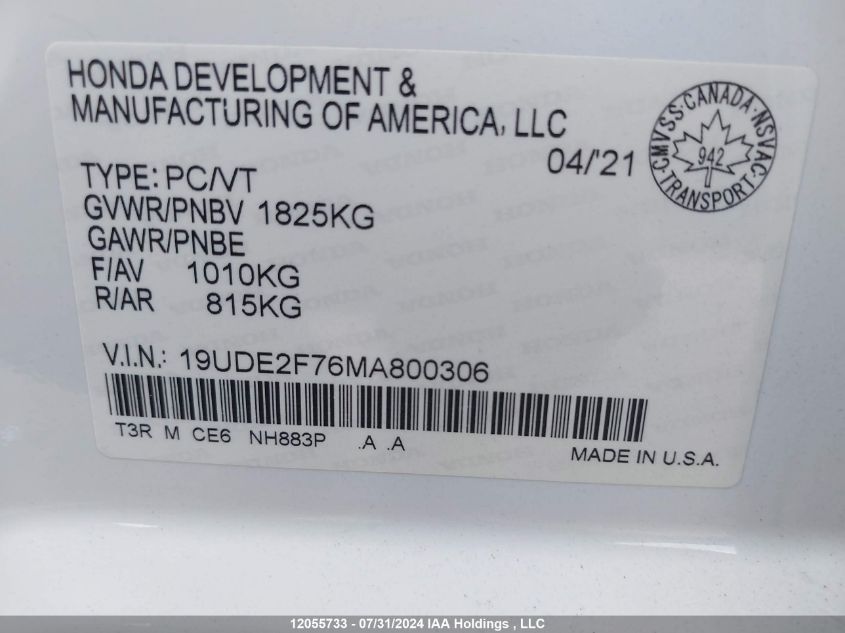 HONDA DEVELOPMENT &
MANUFACTURING OF AMERICA, LLC
04/'21
CMVSS·CANADA·NSVAC
942
TRANSPORT
TYPE: PC/VT
GVWR/PNBV 1825KG
GAWR/PNBE
F/AV 1010KG
R/AR 815KG
V.I.N.: 19UDE2F76MA800306
T3R M CE6 NH883P .A .A
MADE IN U.S.A.
12055733 - 07/31/2024 IAA Holdings , LLC